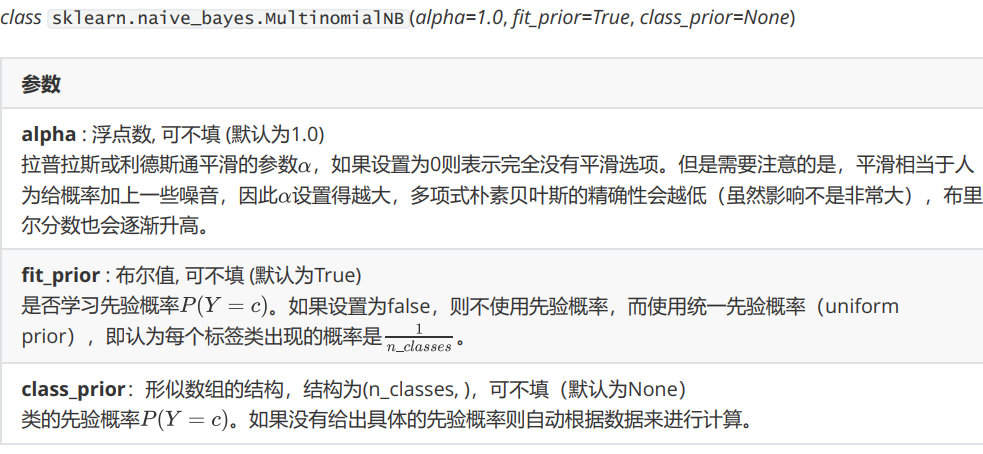 class sklearn.naive_bayes.MultinomialNB(alpha=1.0, fit_prior=True, class_prior=None)
参数
alpha : 浮点数, 可不填 (默认为1.0)
拉普拉斯或利德斯通平滑的参数α，如果设置为0则表示完全没有平滑选项。但是需要注意的是，平滑相当于人
为给概率加上一些噪音，因此α设置得越大，多项式朴素贝叶斯的精确性会越低（虽然影响不是非常大），布里
尔分数也会逐渐升高。
fit_prior : 布尔值, 可不填 (默认为True)
是否学习先验概率P(Y = c)。如果设置为false，则不使用先验概率，而使用统一先验概率（uniform
prior），即认为每个标签类出现的概率是1/n_classes。
class_prior：形似数组的结构，结构为(n_classes, )，可不填（默认为None）
类的先验概率P(Y = c)。如果没有给出具体的先验概率则自动根据数据来进行计算。